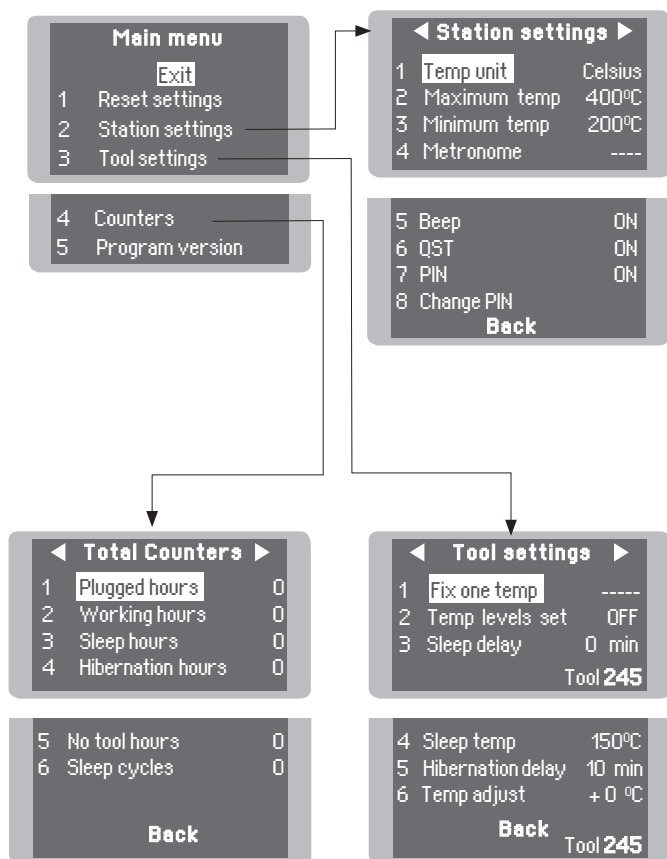 Main menu
Exit
1 Reset settings
2 Station settings
3 Tool settings
4 Counters
5 Program version
◀ Station settings ▶
1 Temp unit Celsius
2 Maximum temp 400ºC
3 Minimum temp 200ºC
4 Metronome ----
5 Beep ON
6 QST ON
7 PIN ON
8 Change PIN
Back
◀ Total Counters ▶
1 Plugged hours 0
2 Working hours 0
3 Sleep hours 0
4 Hibernation hours 0
5 No tool hours 0
6 Sleep cycles 0
Back
◀ Tool settings ▶
1 Fix one temp -----
2 Temp levels set OFF
3 Sleep delay 0 min
Tool 245
4 Sleep temp 150ºC
5 Hibernation delay 10 min
6 Temp adjust +0 ºC
Back
Tool 245